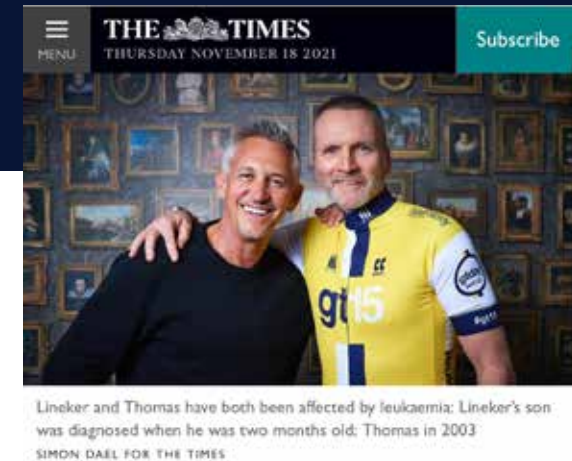 THE TIMES
Subscribe
MENU
THURSDAY NOVEMBER 18 2021
gt15
Lineker and Thomas have both been affected by leukaemia: Lineker's son
was diagnosed when he was two months old; Thomas in 2003
SIMON DAEL FOR THE TIMES